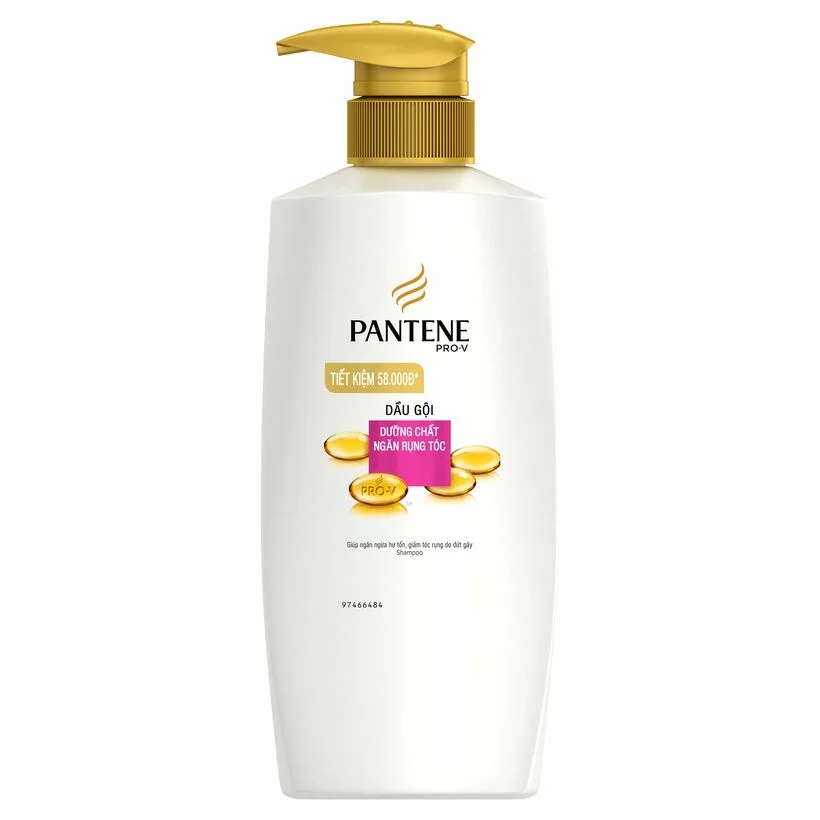 PANTENE
PRO-V
TIẾT KIỆM 58.000Đ*
DẦU GỘI
DƯỠNG CHẤT
NGĂN RỤNG TÓC
PRO-V
Giúp ngăn ngừa hư tổn, giảm tóc rụng do đứt gãy
Shampoo
97466484